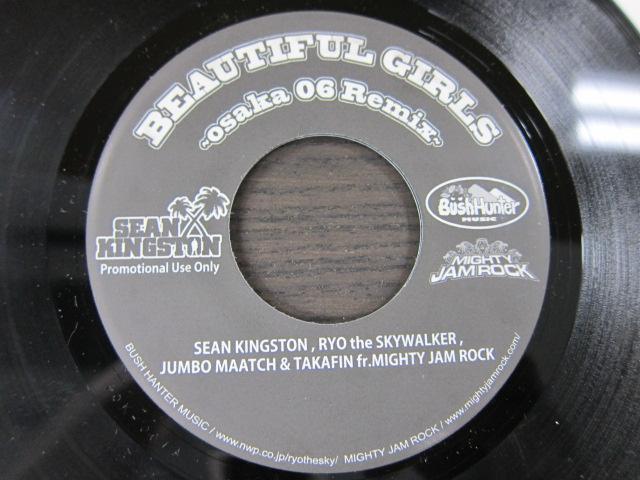 BEAUTIFUL GIRLS
~osaka 06 Remix~
SEAN
KINGSTON
Promotional Use Only
BushHunter
MUSIC
MIGHTY
JAMROCK
SEAN KINGSTON , RYO the SKYWALKER ,
JUMBO MAATCH & TAKAFIN fr.MIGHTY JAM ROCK
BUSH HANTER MUSIC / www.nwp.co.jp/ryothesky/ MIGHTY JAM ROCK / www.mightyjamrock.com/